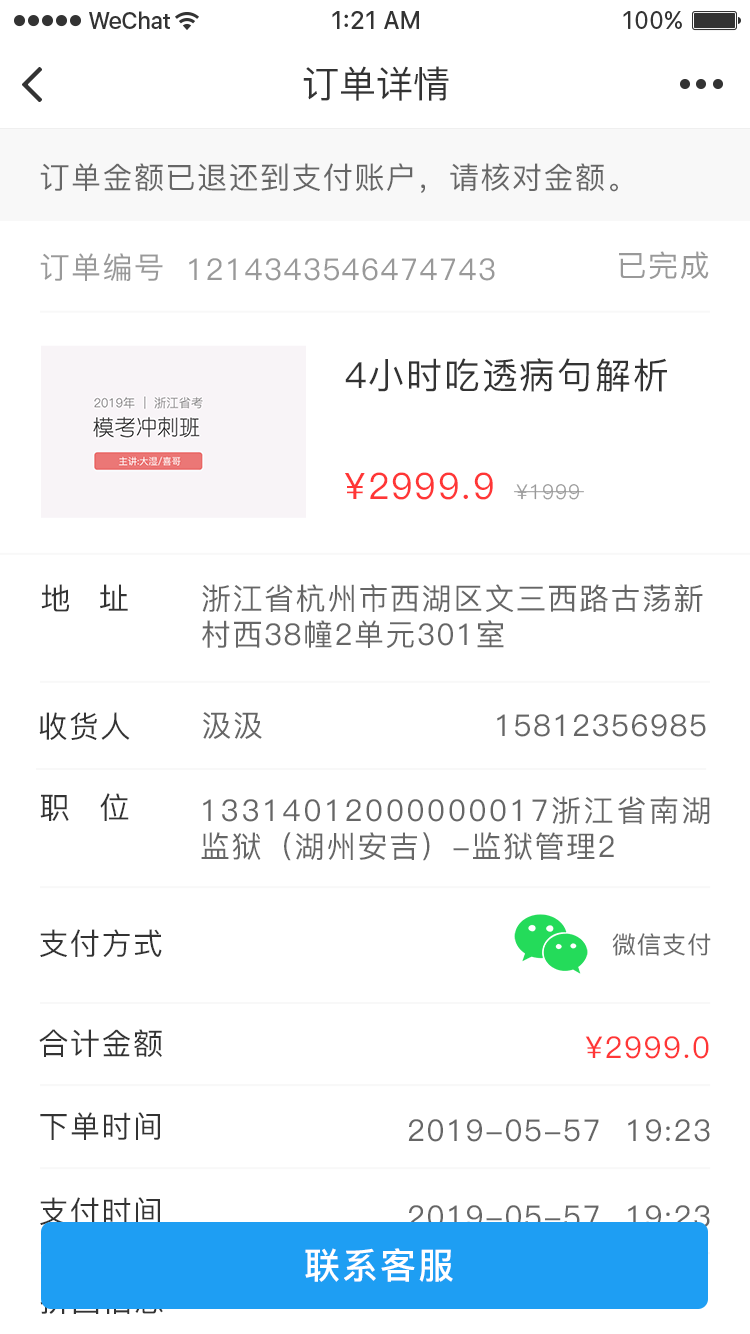 WeChat 1:21 AM 100%
订单详情
订单金额已退还到支付账户，请核对金额。
订单编号 1214343546474743 已完成
2019年 | 浙江省考
模考冲刺班
主讲:大湿/喜哥
4小时吃透病句解析
¥2999.9 ¥1999
地 址 浙江省杭州市西湖区文三西路古荡新
村西38幢2单元301室
收货人 汲汲 15812356985
职 位 13314012000000017浙江省南湖
监狱（湖州安吉）-监狱管理2
支付方式 微信支付
合计金额 ¥2999.0
下单时间 2019-05-57 19:23
支付时间 2019-05-57 19:23
联系客服